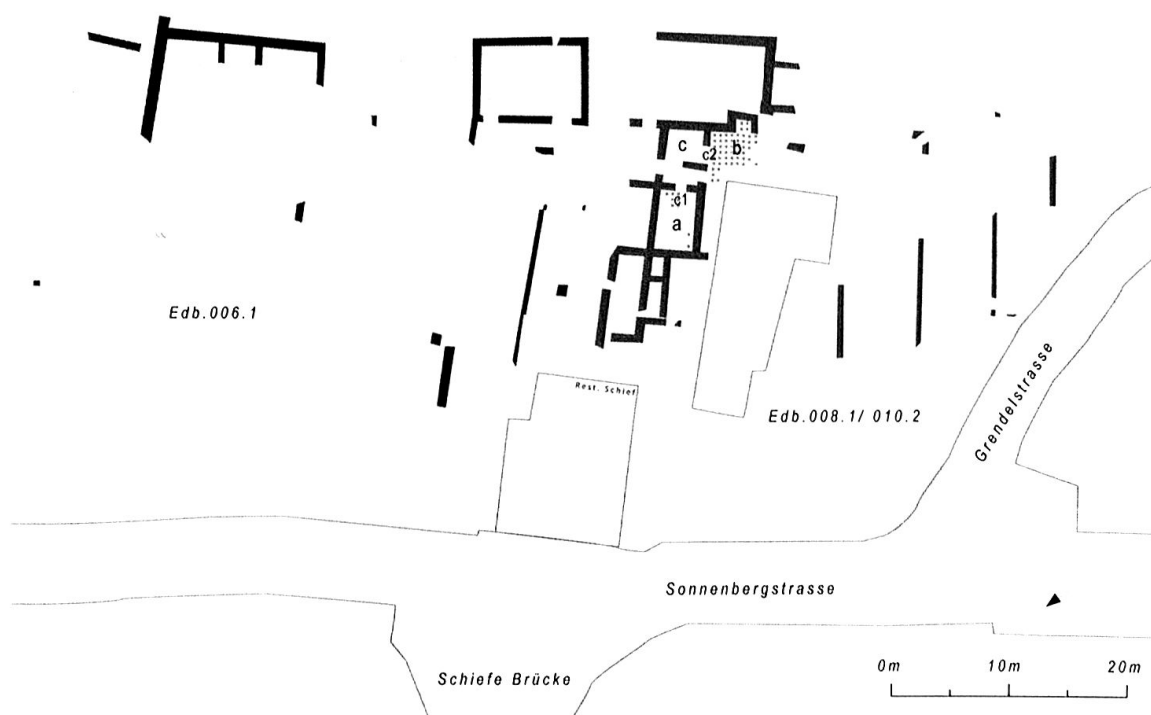 c
c2
b
c1
a
Edb.006.1
Rest. Schief
Edb.008.1/ 010.2
Grendelstrasse
Sonnenbergstrasse
Schiefe Brücke
0m 10m 20m